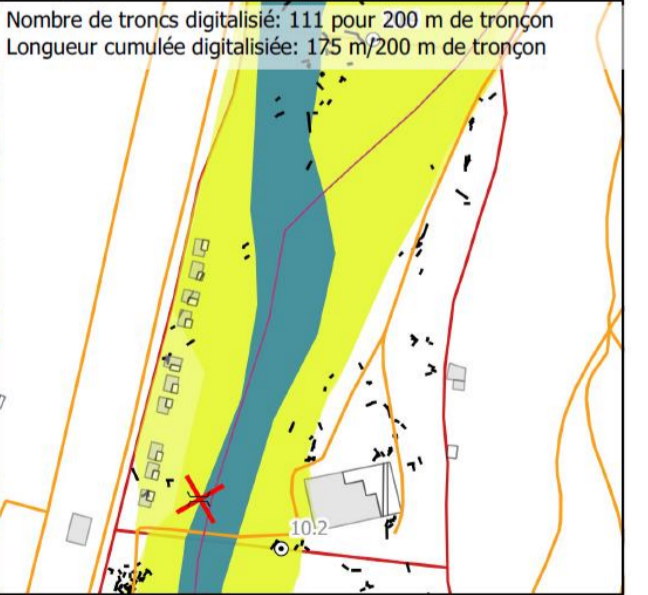 Nombre de troncs digitalisié: 111 pour 200 m de tronçon
Longueur cumulée digitalisiée: 175 m/200 m de tronçon
10.2